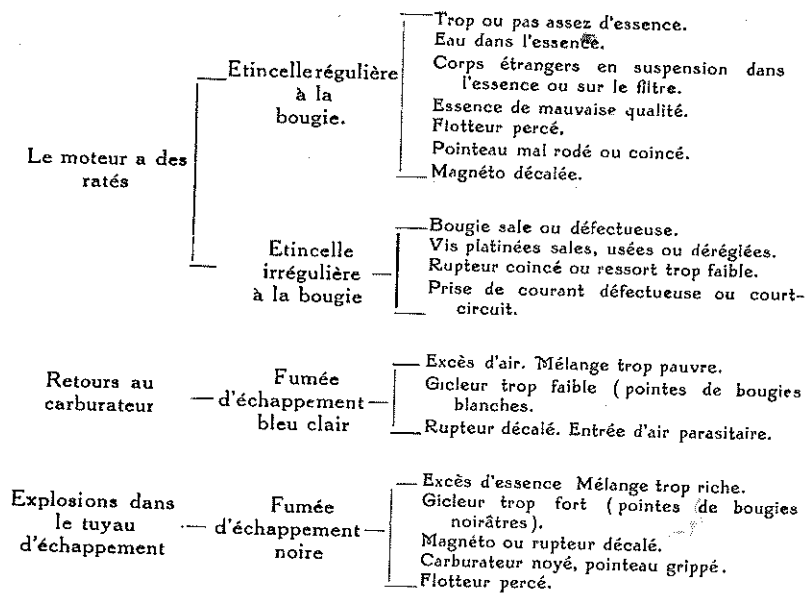 Le moteur a des
ratés
Etincelle régulière
à la
bougie.
Trop ou pas assez d'essence.
Eau dans l'essence.
Corps étrangers en suspension dans
l'essence ou sur le filtre.
Essence de mauvaise qualité.
Flotteur percé.
Pointeau mal rodé ou coincé.
Magnéto décalée.
Etincelle
irrégulière
à la bougie
Bougie sale ou défectueuse.
Vis platinées sales, usées ou déréglées.
Rupteur coincé ou ressort trop faible.
Prise de courant défectueuse ou court-
circuit.
Retours au
carburateur
Fumée
d'échappement
bleu clair
Excès d'air. Mélange trop pauvre.
Gicleur trop faible (pointes de bougies
blanches.
Rupteur décalé. Entrée d'air parasitaire.
Explosions dans
le tuyau
d'échappement
Fumée
d'échappement
noire
Excès d'essence Mélange trop riche.
Gicleur trop fort (pointes de bougies
noirâtres).
Magnéto ou rupteur décalé.
Carburateur noyé, pointeau grippé.
Flotteur percé.